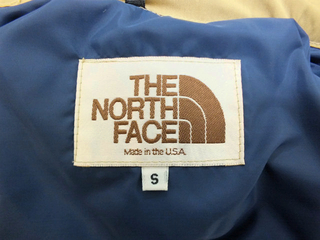 THE
NORTH
FACE
Made in the U.S.A.
S